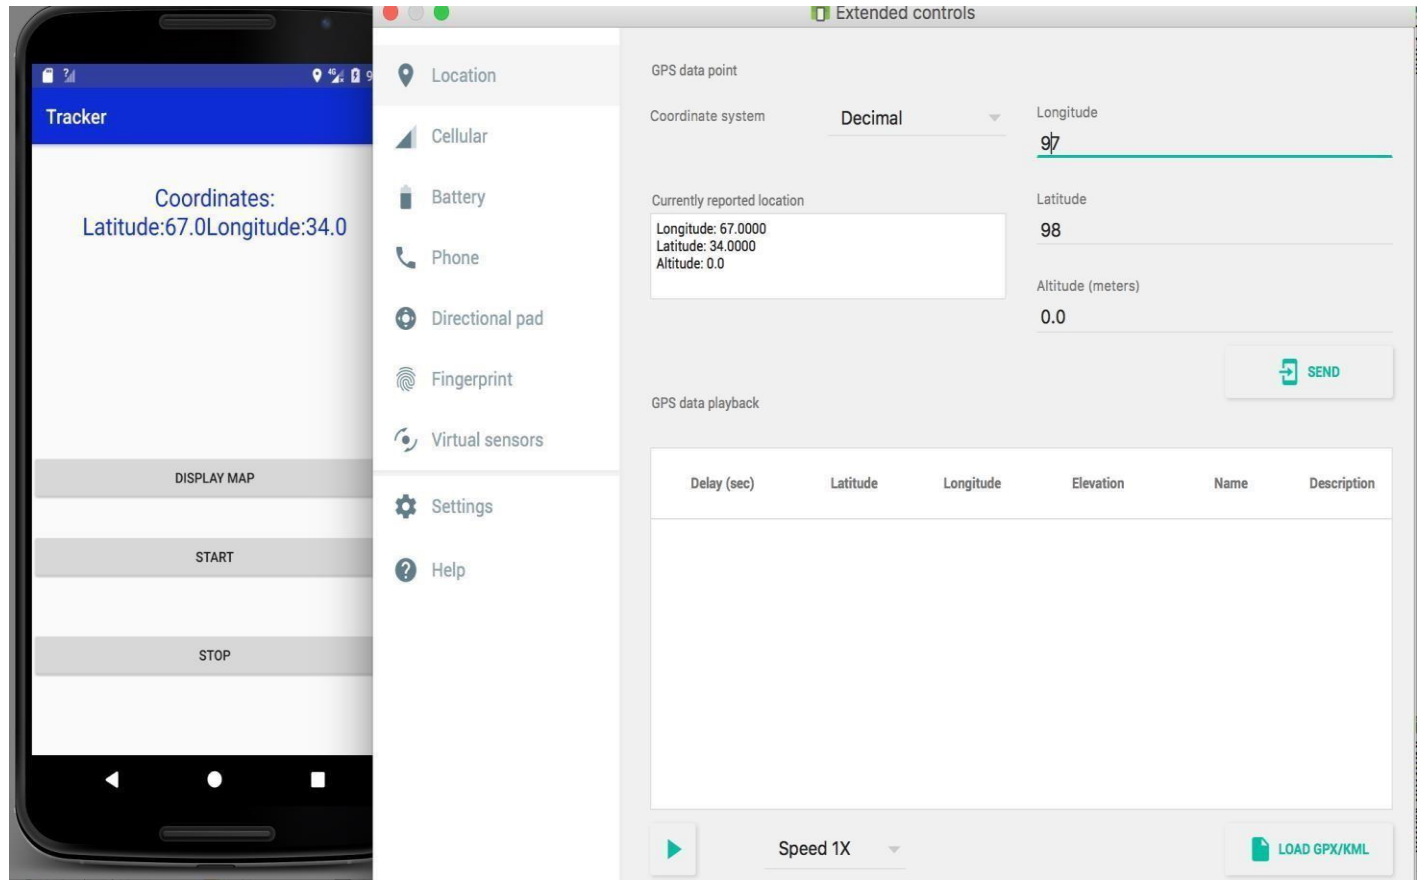 Extended controls
9
Tracker
Coordinates:
Latitude:67.0Longitude:34.0
DISPLAY MAP
START
STOP
Location
Cellular
Battery
Phone
Directional pad
Fingerprint
Virtual sensors
Settings
Help
GPS data point
Coordinate system
Decimal
Longitude
97
Currently reported location
Longitude: 67.0000
Latitude: 34.0000
Altitude: 0.0
Latitude
98
Altitude (meters)
0.0
SEND
GPS data playback
Delay (sec) Latitude Longitude Elevation Name Description
Speed 1X
LOAD GPX/KML